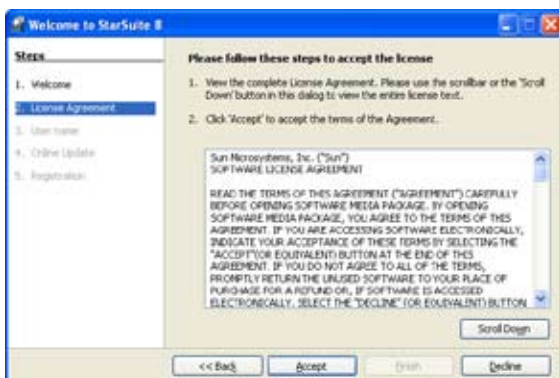 Welcome to StarSuite 8
Steps
1. Welcome
2. License Agreement
3. User name
4. Online Update
5. Registration
Please follow these steps to accept the license
1. View the complete License Agreement. Please use the scrollbar or the 'Scroll
Down' button in this dialog to view the entire license text.
2. Click 'Accept' to accept the terms of the Agreement.
Sun Microsystems, Inc. ("Sun")
SOFTWARE LICENSE AGREEMENT
READ THE TERMS OF THIS AGREEMENT ("AGREEMENT") CAREFULLY
BEFORE OPENING SOFTWARE MEDIA PACKAGE. BY OPENING
SOFTWARE MEDIA PACKAGE, YOU AGREE TO THE TERMS OF THIS
AGREEMENT. IF YOU ARE ACCESSING SOFTWARE ELECTRONICALLY,
INDICATE YOUR ACCEPTANCE OF THESE TERMS BY SELECTING THE
"ACCEPT"(OR EQUIVALENT) BUTTON AT THE END OF THIS
AGREEMENT. IF YOU DO NOT AGREE TO ALL OF THE TERMS,
PROMPTLY RETURN THE UNUSED SOFTWARE TO YOUR PLACE OF
PURCHASE FOR A REFUND OR, IF SOFTWARE IS ACCESSED
ELECTRONICALLY, SELECT THE "DECLINE" (OR EQUIVALENT) BUTTON
Scroll Down
<< Back
Accept
Finish
Decline